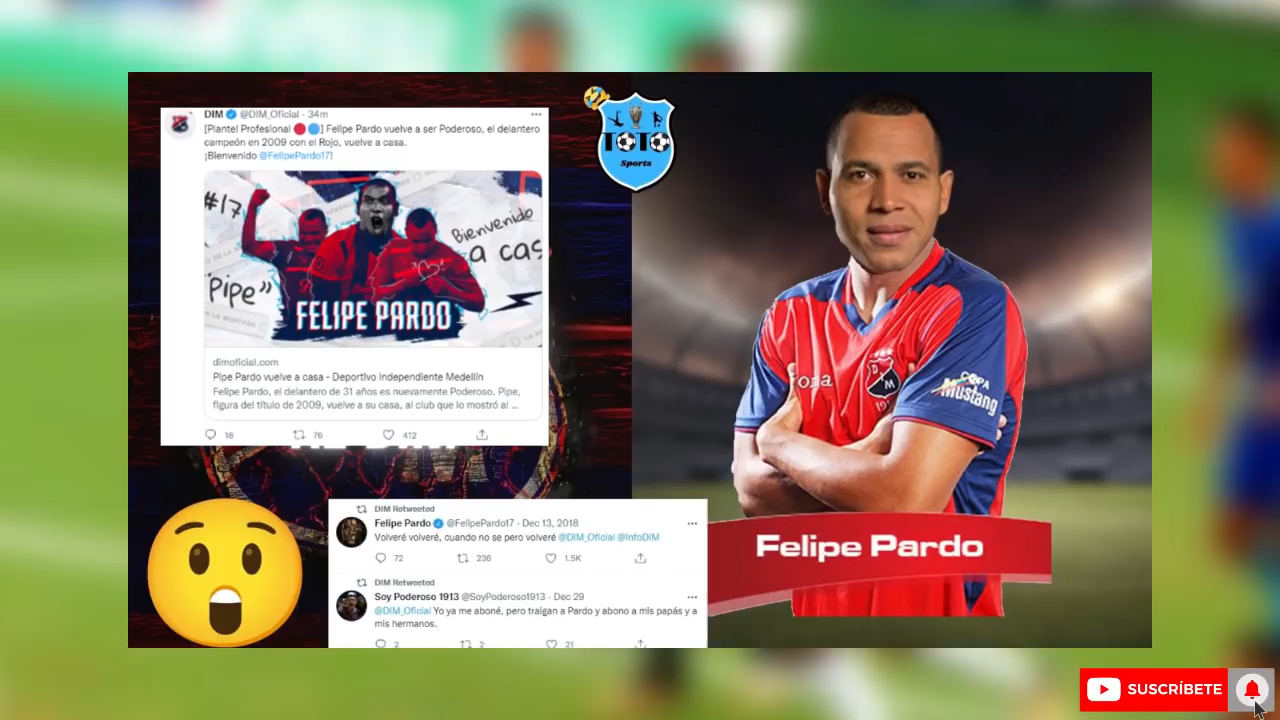 DIM @DIM_Oficial · 34m
[Plantel Profesional 🔴🔵] Felipe Pardo vuelve a ser Poderoso, el delantero
campeón en 2009 con el Rojo, vuelve a casa.
¡Bienvenido @FelipePardo17!
#17
Bienvenido
a cas
"Pipe"
FELIPE PARDO
dimoficial.com
Pipe Pardo vuelve a casa - Deportivo Independiente Medellín
Felipe Pardo, el delantero de 31 años es nuevamente Poderoso. Pipe,
figura del título de 2009, vuelve a su casa, al club que lo mostró al ...
18 76 412
TOTO
Sports
DIM
COPA
Mustang
Felipe Pardo
DIM Retweeted
Felipe Pardo @FelipePardo17 · Dec 13, 2018
Volveré volveré, cuando no se pero volveré @DIM_Oficial @InfoDIM
72 236 1.5K
DIM Retweeted
Soy Poderoso 1913 @SoyPoderoso1913 · Dec 29
@DIM_Oficial Yo ya me aboné, pero traigan a Pardo y abono a mis papás y a
mis hermanos.
2 2 21
SUSCRÍBETE